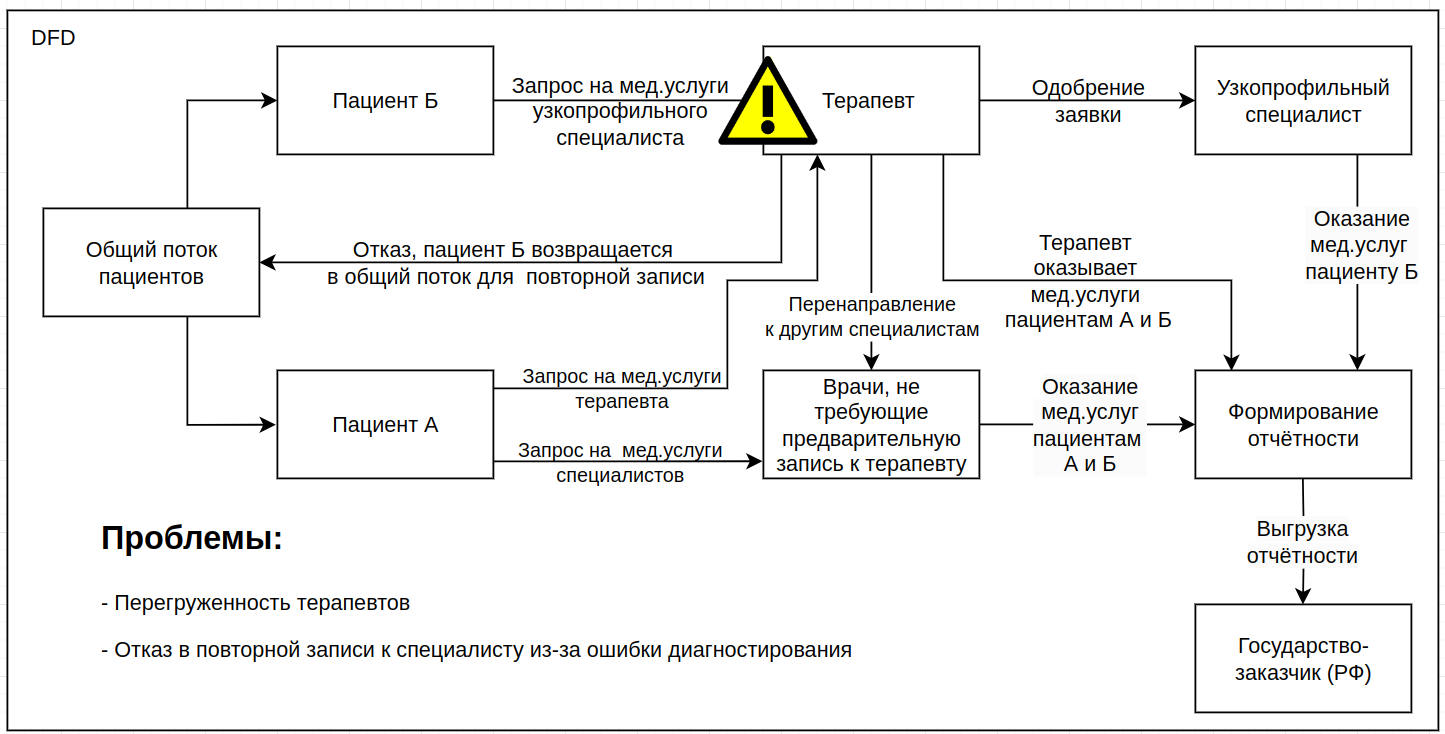 DFD
Пациент Б
Запрос на мед.услуги
узкопрофильного
специалиста
Терапевт
Одобрение
заявки
Узкопрофильный
специалист
Общий поток
пациентов
Отказ, пациент Б возвращается
в общий поток для повторной записи
Перенаправление
к другим специалистам
Терапевт
оказывает
мед.услуги
пациентам А и Б
Оказание
мед.услуг
пациенту Б
Пациент А
Запрос на мед.услуги
терапевта
Запрос на мед.услуги
специалистов
Врачи, не
требующие
предварительную
запись к терапевту
Оказание
мед.услуг
пациентам
А и Б
Формирование
отчётности
Выгрузка
отчётности
Государство-
заказчик (РФ)
Проблемы:
- Перегруженность терапевтов
- Отказ в повторной записи к специалисту из-за ошибки диагностирования